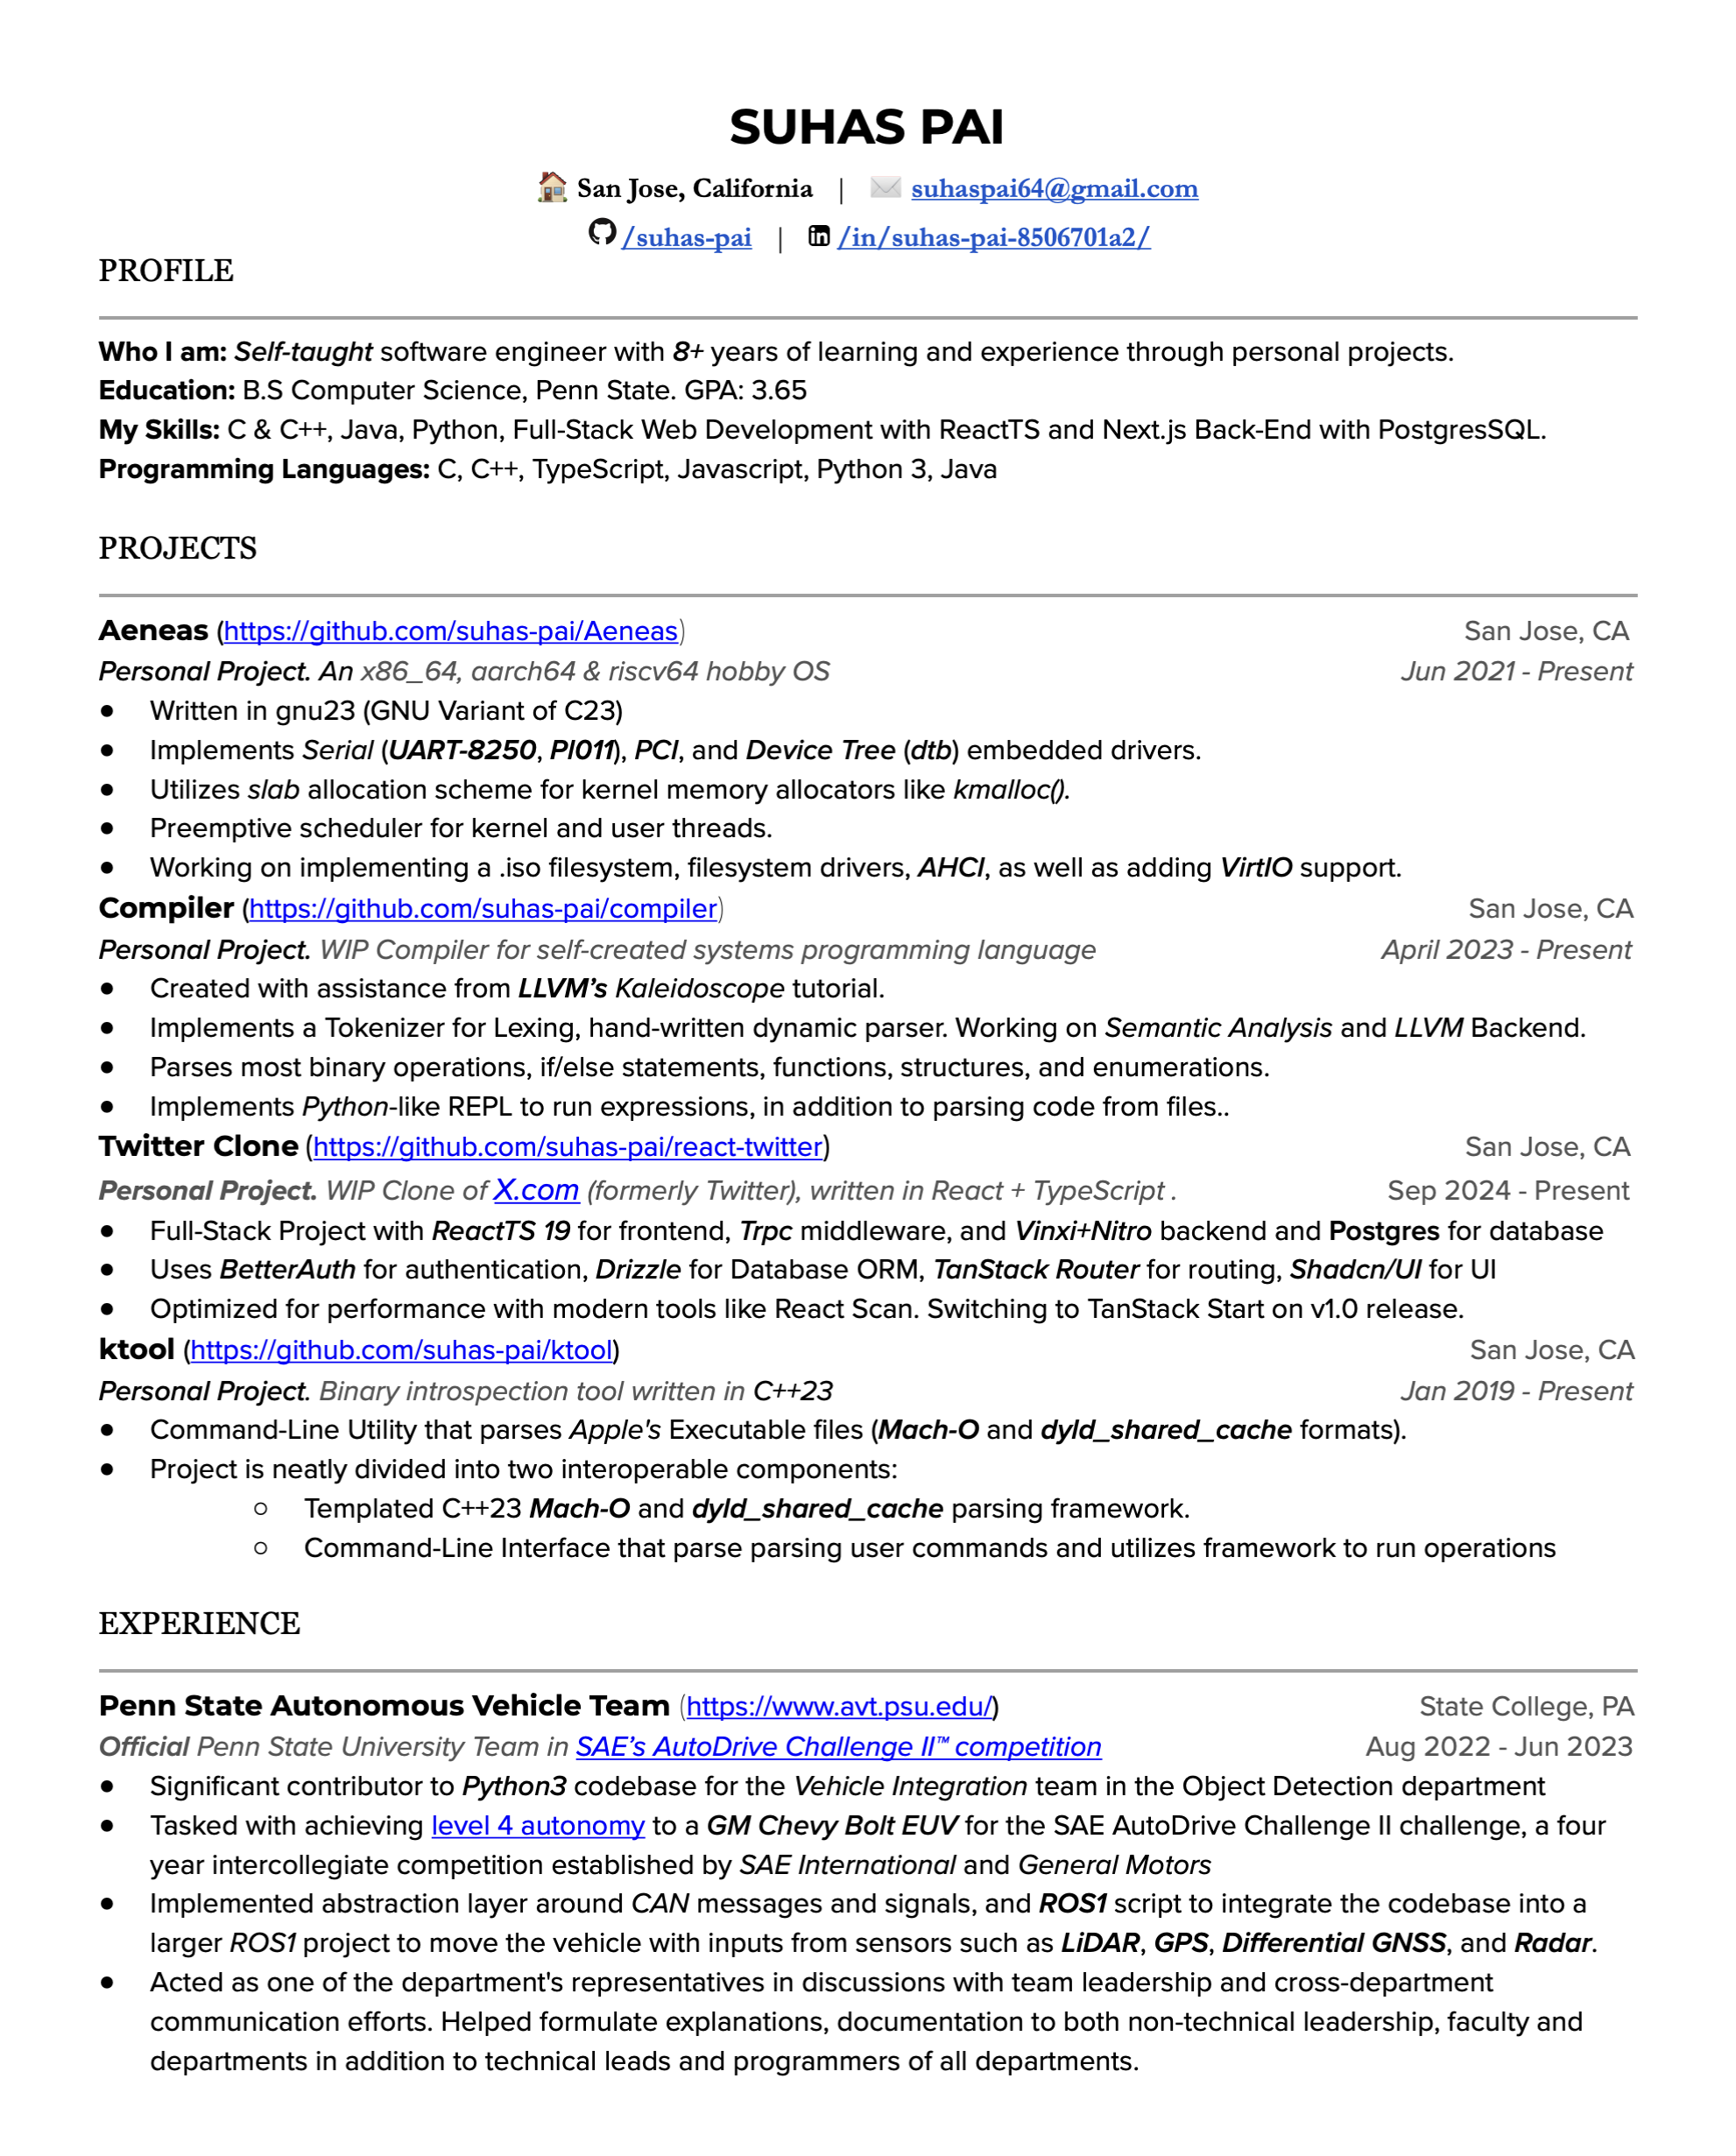 SUHAS PAI
San Jose, California | suhaspai64@gmail.com
/suhas-pai | /in/suhas-pai-8506701a2/
PROFILE
Who I am: Self-taught software engineer with 8+ years of learning and experience through personal projects.
Education: B.S Computer Science, Penn State. GPA: 3.65
My Skills: C & C++, Java, Python, Full-Stack Web Development with ReactTS and Next.js Back-End with PostgresSQL.
Programming Languages: C, C++, TypeScript, Javascript, Python 3, Java
PROJECTS
Aeneas (https://github.com/suhas-pai/Aeneas) San Jose, CA
Personal Project. An x86_64, aarch64 & riscv64 hobby OS Jun 2021 - Present
● Written in gnu23 (GNU Variant of C23)
● Implements Serial (UART-8250, Pl011), PCI, and Device Tree (dtb) embedded drivers.
● Utilizes slab allocation scheme for kernel memory allocators like kmalloc().
● Preemptive scheduler for kernel and user threads.
● Working on implementing a .iso filesystem, filesystem drivers, AHCI, as well as adding VirtIO support.
Compiler (https://github.com/suhas-pai/compiler) San Jose, CA
Personal Project. WIP Compiler for self-created systems programming language April 2023 - Present
● Created with assistance from LLVM's Kaleidoscope tutorial.
● Implements a Tokenizer for Lexing, hand-written dynamic parser. Working on Semantic Analysis and LLVM Backend.
● Parses most binary operations, if/else statements, functions, structures, and enumerations.
● Implements Python-like REPL to run expressions, in addition to parsing code from files..
Twitter Clone (https://github.com/suhas-pai/react-twitter) San Jose, CA
Personal Project. WIP Clone of X.com (formerly Twitter), written in React + TypeScript . Sep 2024 - Present
● Full-Stack Project with ReactTS 19 for frontend, Trpc middleware, and Vinxi+Nitro backend and Postgres for database
● Uses BetterAuth for authentication, Drizzle for Database ORM, TanStack Router for routing, Shadcn/UI for UI
● Optimized for performance with modern tools like React Scan. Switching to TanStack Start on v1.0 release.
ktool (https://github.com/suhas-pai/ktool) San Jose, CA
Personal Project. Binary introspection tool written in C++23 Jan 2019 - Present
● Command-Line Utility that parses Apple's Executable files (Mach-O and dyld_shared_cache formats).
● Project is neatly divided into two interoperable components:
○ Templated C++23 Mach-O and dyld_shared_cache parsing framework.
○ Command-Line Interface that parse parsing user commands and utilizes framework to run operations
EXPERIENCE
Penn State Autonomous Vehicle Team (https://www.avt.psu.edu/) State College, PA
Official Penn State University Team in SAE's AutoDrive Challenge II™ competition Aug 2022 - Jun 2023
● Significant contributor to Python3 codebase for the Vehicle Integration team in the Object Detection department
● Tasked with achieving level 4 autonomy to a GM Chevy Bolt EUV for the SAE AutoDrive Challenge II challenge, a four
year intercollegiate competition established by SAE International and General Motors
● Implemented abstraction layer around CAN messages and signals, and ROS1 script to integrate the codebase into a
larger ROS1 project to move the vehicle with inputs from sensors such as LiDAR, GPS, Differential GNSS, and Radar.
● Acted as one of the department's representatives in discussions with team leadership and cross-department
communication efforts. Helped formulate explanations, documentation to both non-technical leadership, faculty and
departments in addition to technical leads and programmers of all departments.